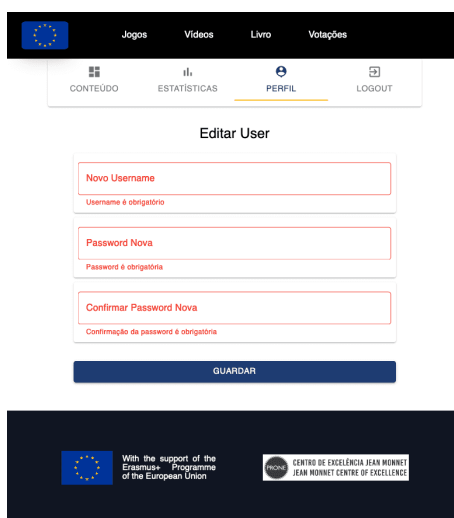 Jogos Vídeos Livro Votações
CONTEÚDO ESTATÍSTICAS PERFIL LOGOUT
Editar User
Novo Username
Username é obrigatório
Password Nova
Password é obrigatória
Confirmar Password Nova
Confirmação da password é obrigatória
GUARDAR
With the support of the
Erasmus+ Programme
of the European Union
PRONE
CENTRO DE EXCELÊNCIA JEAN MONNET
JEAN MONNET CENTRE OF EXCELLENCE